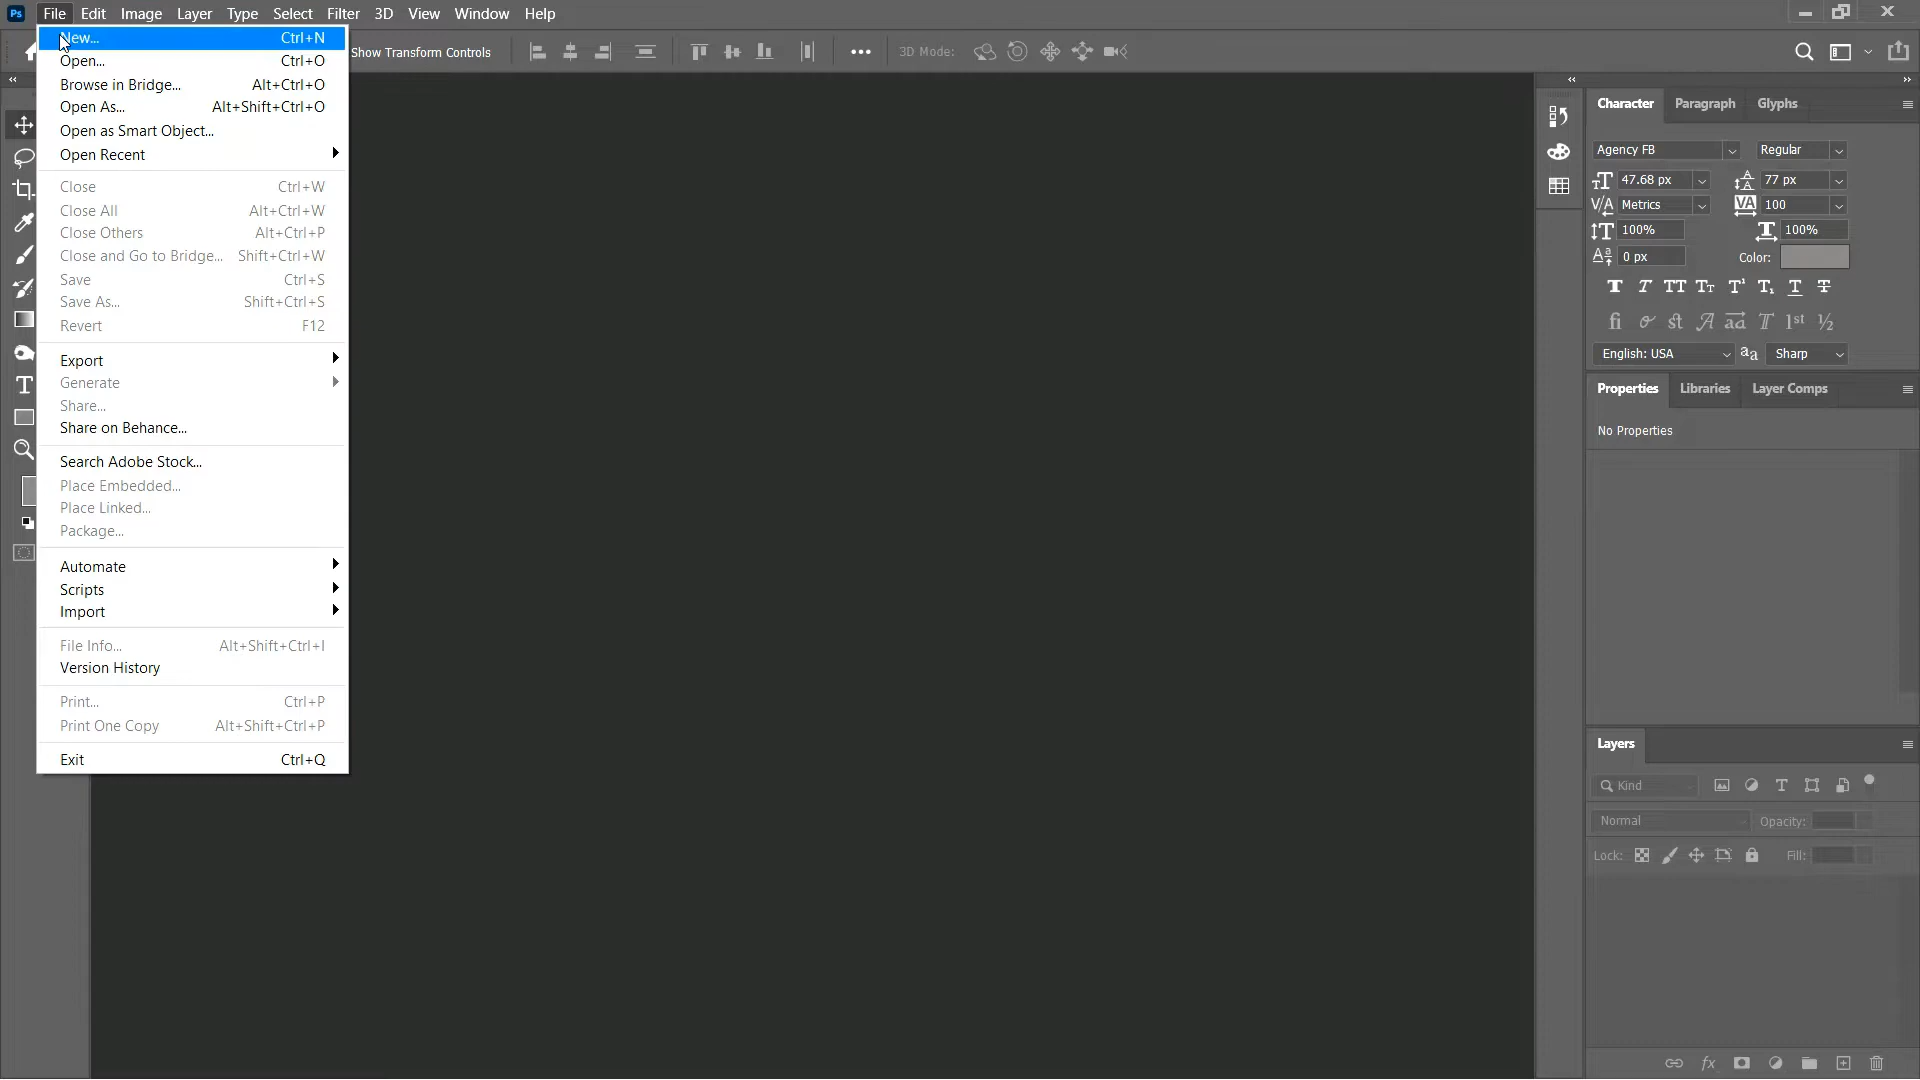 Ps File Edit Image Layer Type Select Filter 3D View Window Help
New... Ctrl+N
Open... Ctrl+O
Browse in Bridge... Alt+Ctrl+O
Open As... Alt+Shift+Ctrl+O
Open as Smart Object...
Open Recent
Close Ctrl+W
Close All Alt+Ctrl+W
Close Others Alt+Ctrl+P
Close and Go to Bridge... Shift+Ctrl+W
Save Ctrl+S
Save As... Shift+Ctrl+S
Revert F12
Export
Generate
Share...
Share on Behance...
Search Adobe Stock...
Place Embedded...
Place Linked...
Package...
Automate
Scripts
Import
File Info... Alt+Shift+Ctrl+I
Version History
Print... Ctrl+P
Print One Copy Alt+Shift+Ctrl+P
Exit Ctrl+Q
Show Transform Controls
3D Mode:
Character Paragraph Glyphs
Agency FB Regular
47.68 px 77 px
Metrics 100
100% 100%
0 px Color:
English: USA Sharp
Properties Libraries Layer Comps
No Properties
Layers
Kind
Normal Opacity:
Lock: Fill: